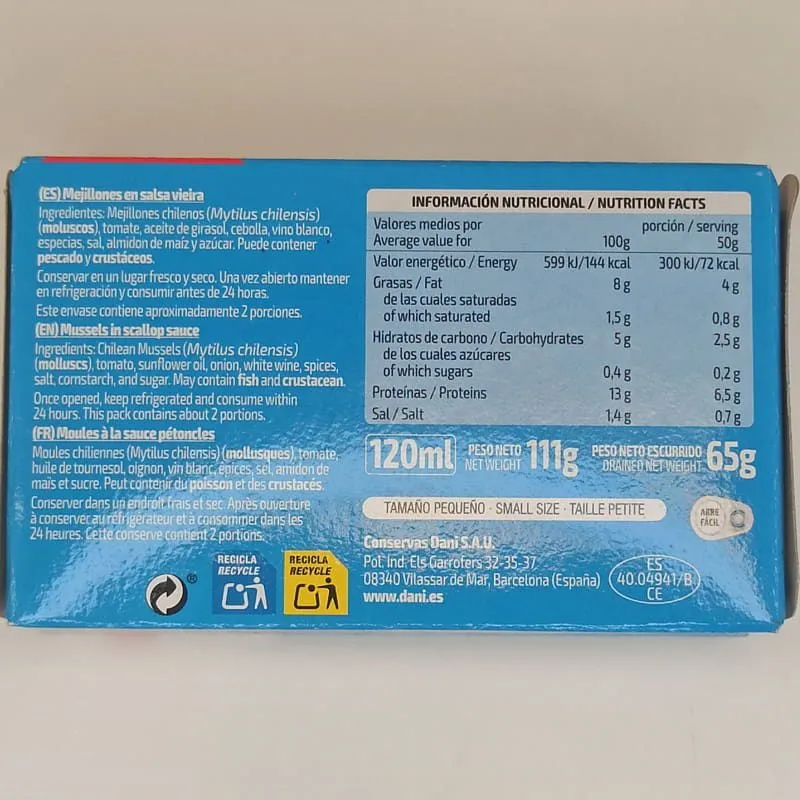 (ES) Mejillones en salsa vieira
Ingredientes: Mejillones chilenos (Mytilus chilensis)
(moluscos), tomate, aceite de girasol, cebolla, vino blanco,
especias, sal, almidon de maíz y azúcar. Puede contener
pescado y crustáceos.
Conservar en un lugar fresco y seco. Una vez abierto mantener
en refrigeración y consumir antes de 24 horas.
Este envase contiene aproximadamente 2 porciones.
(EN) Mussels in scallop sauce
Ingredients: Chilean Mussels (Mytilus chilensis)
(molluscs), tomato, sunflower oil, onion, white wine, spices,
salt, cornstarch, and sugar. May contain fish and crustacean.
Once opened, keep refrigerated and consume within
24 hours. This pack contains about 2 portions.
(FR) Moules à la sauce pétoncles
Moules chiliennes (Mytilus chilensis) (mollusques), tomate,
huile de tournesol, oignon, vin blanc, épices, sel, amidon de
maïs et sucre. Peut contenir du poisson et des crustacés.
Conserver dans un endroit frais et sec. Après ouverture
à conserver au réfrigérateur et à consommer dans les
24 heures. Cette conserve contient 2 portions.
®
RECICLA
RECYCLE
RECICLA
RECYCLE
INFORMACIÓN NUTRICIONAL / NUTRITION FACTS
Valores medios por porción / serving
Average value for 100g 50g
Valor energético / Energy 599 kJ/144 kcal 300 kJ/72 kcal
Grasas / Fat 8 g 4 g
de las cuales saturadas
of which saturated 1,5 g 0,8 g
Hidratos de carbono / Carbohydrates 5 g 2,5 g
de los cuales azúcares
of which sugars 0,4 g 0,2 g
Proteínas / Proteins 13 g 6,5 g
Sal / Salt 1,4 g 0,7 g
120ml PESO NETO NET WEIGHT 111g PESO NETO ESCURRIDO DRAINED NET WEIGHT 65g
TAMAÑO PEQUEÑO · SMALL SIZE · TAILLE PETITE
ABRE
FÁCIL
Conservas Dani S.A.U.
Pol. Ind. Els Garrofers 32-35-37
08340 Vilassar de Mar, Barcelona (España)
www.dani.es
ES
40.04941/B
CE